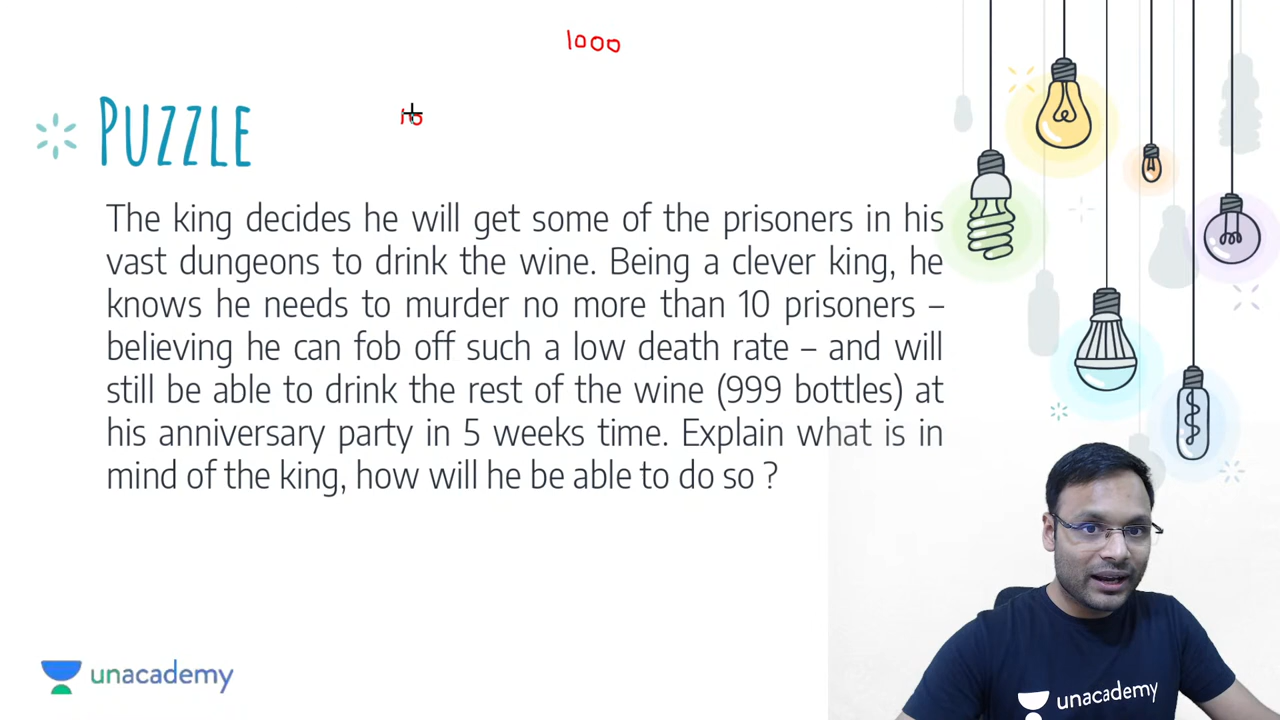 1000
10
PUZZLE
The king decides he will get some of the prisoners in his
vast dungeons to drink the wine. Being a clever king, he
knows he needs to murder no more than 10 prisoners –
believing he can fob off such a low death rate – and will
still be able to drink the rest of the wine (999 bottles) at
his anniversary party in 5 weeks time. Explain what is in
mind of the king, how will he be able to do so ?
unacademy
unacademy